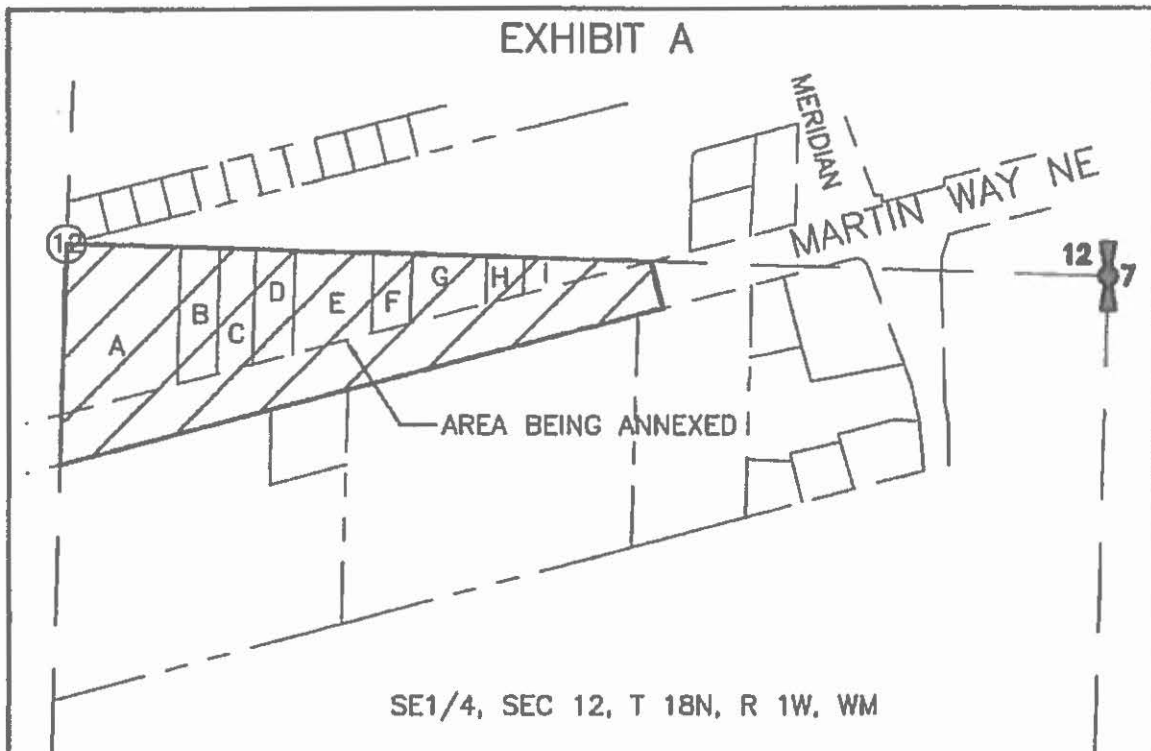 EXHIBIT A
MERIDIAN
MARTIN WAY NE
12
12
7
A
B
C
D
E
F
G
H
I
AREA BEING ANNEXED
SE1/4, SEC 12, T 18N, R 1W, WM